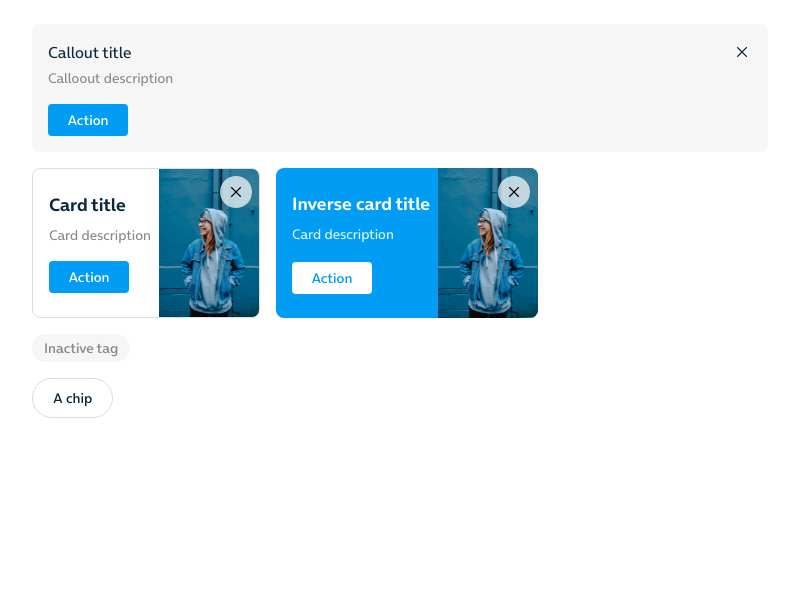 Callout title
Calloout description
Action
Card title
Card description
Action
Inverse card title
Card description
Action
Inactive tag
A chip